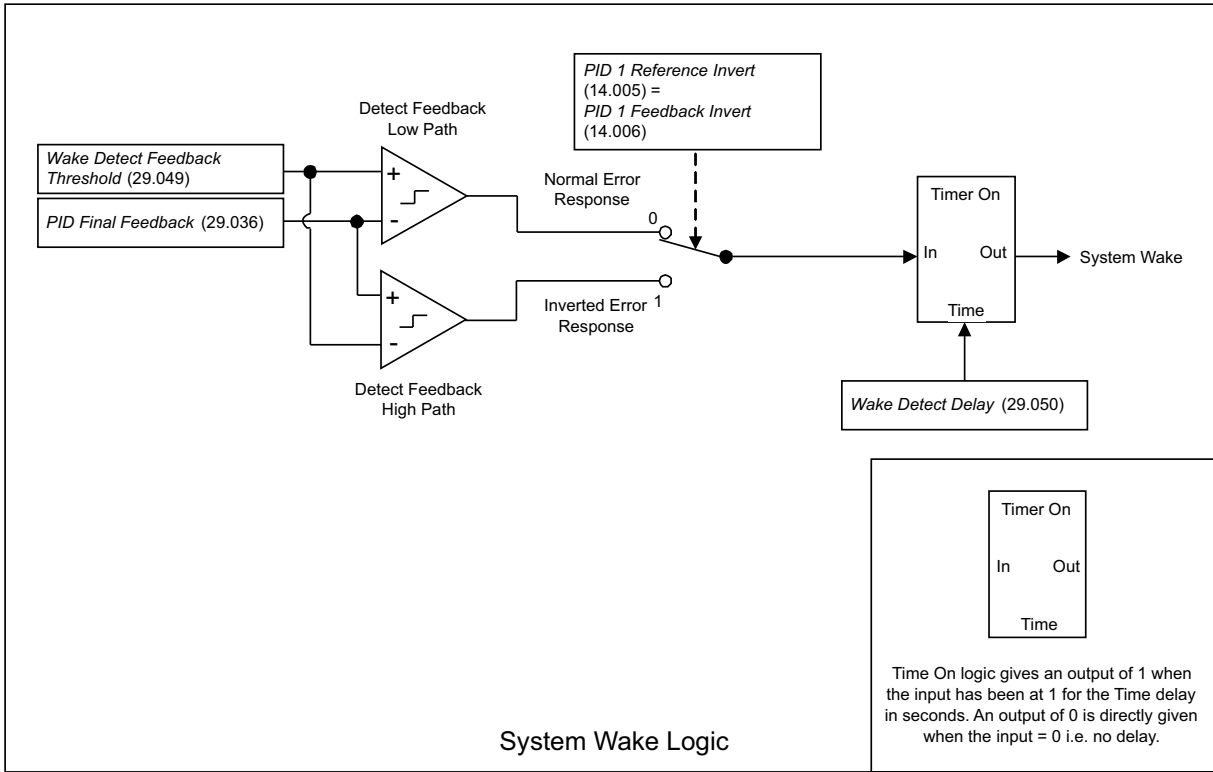 PID 1 Reference Invert
(14.005) =
PID 1 Feedback Invert
(14.006)
Detect Feedback
Low Path
Wake Detect Feedback
Threshold (29.049)
PID Final Feedback (29.036)
+
-
Normal Error
Response
0
1
Inverted Error
Response
+
-
Detect Feedback
High Path
Timer On
In Out
Time
System Wake
Wake Detect Delay (29.050)
Timer On
In Out
Time
Time On logic gives an output of 1 when
the input has been at 1 for the Time delay
in seconds. An output of 0 is directly given
when the input = 0 i.e. no delay.
System Wake Logic